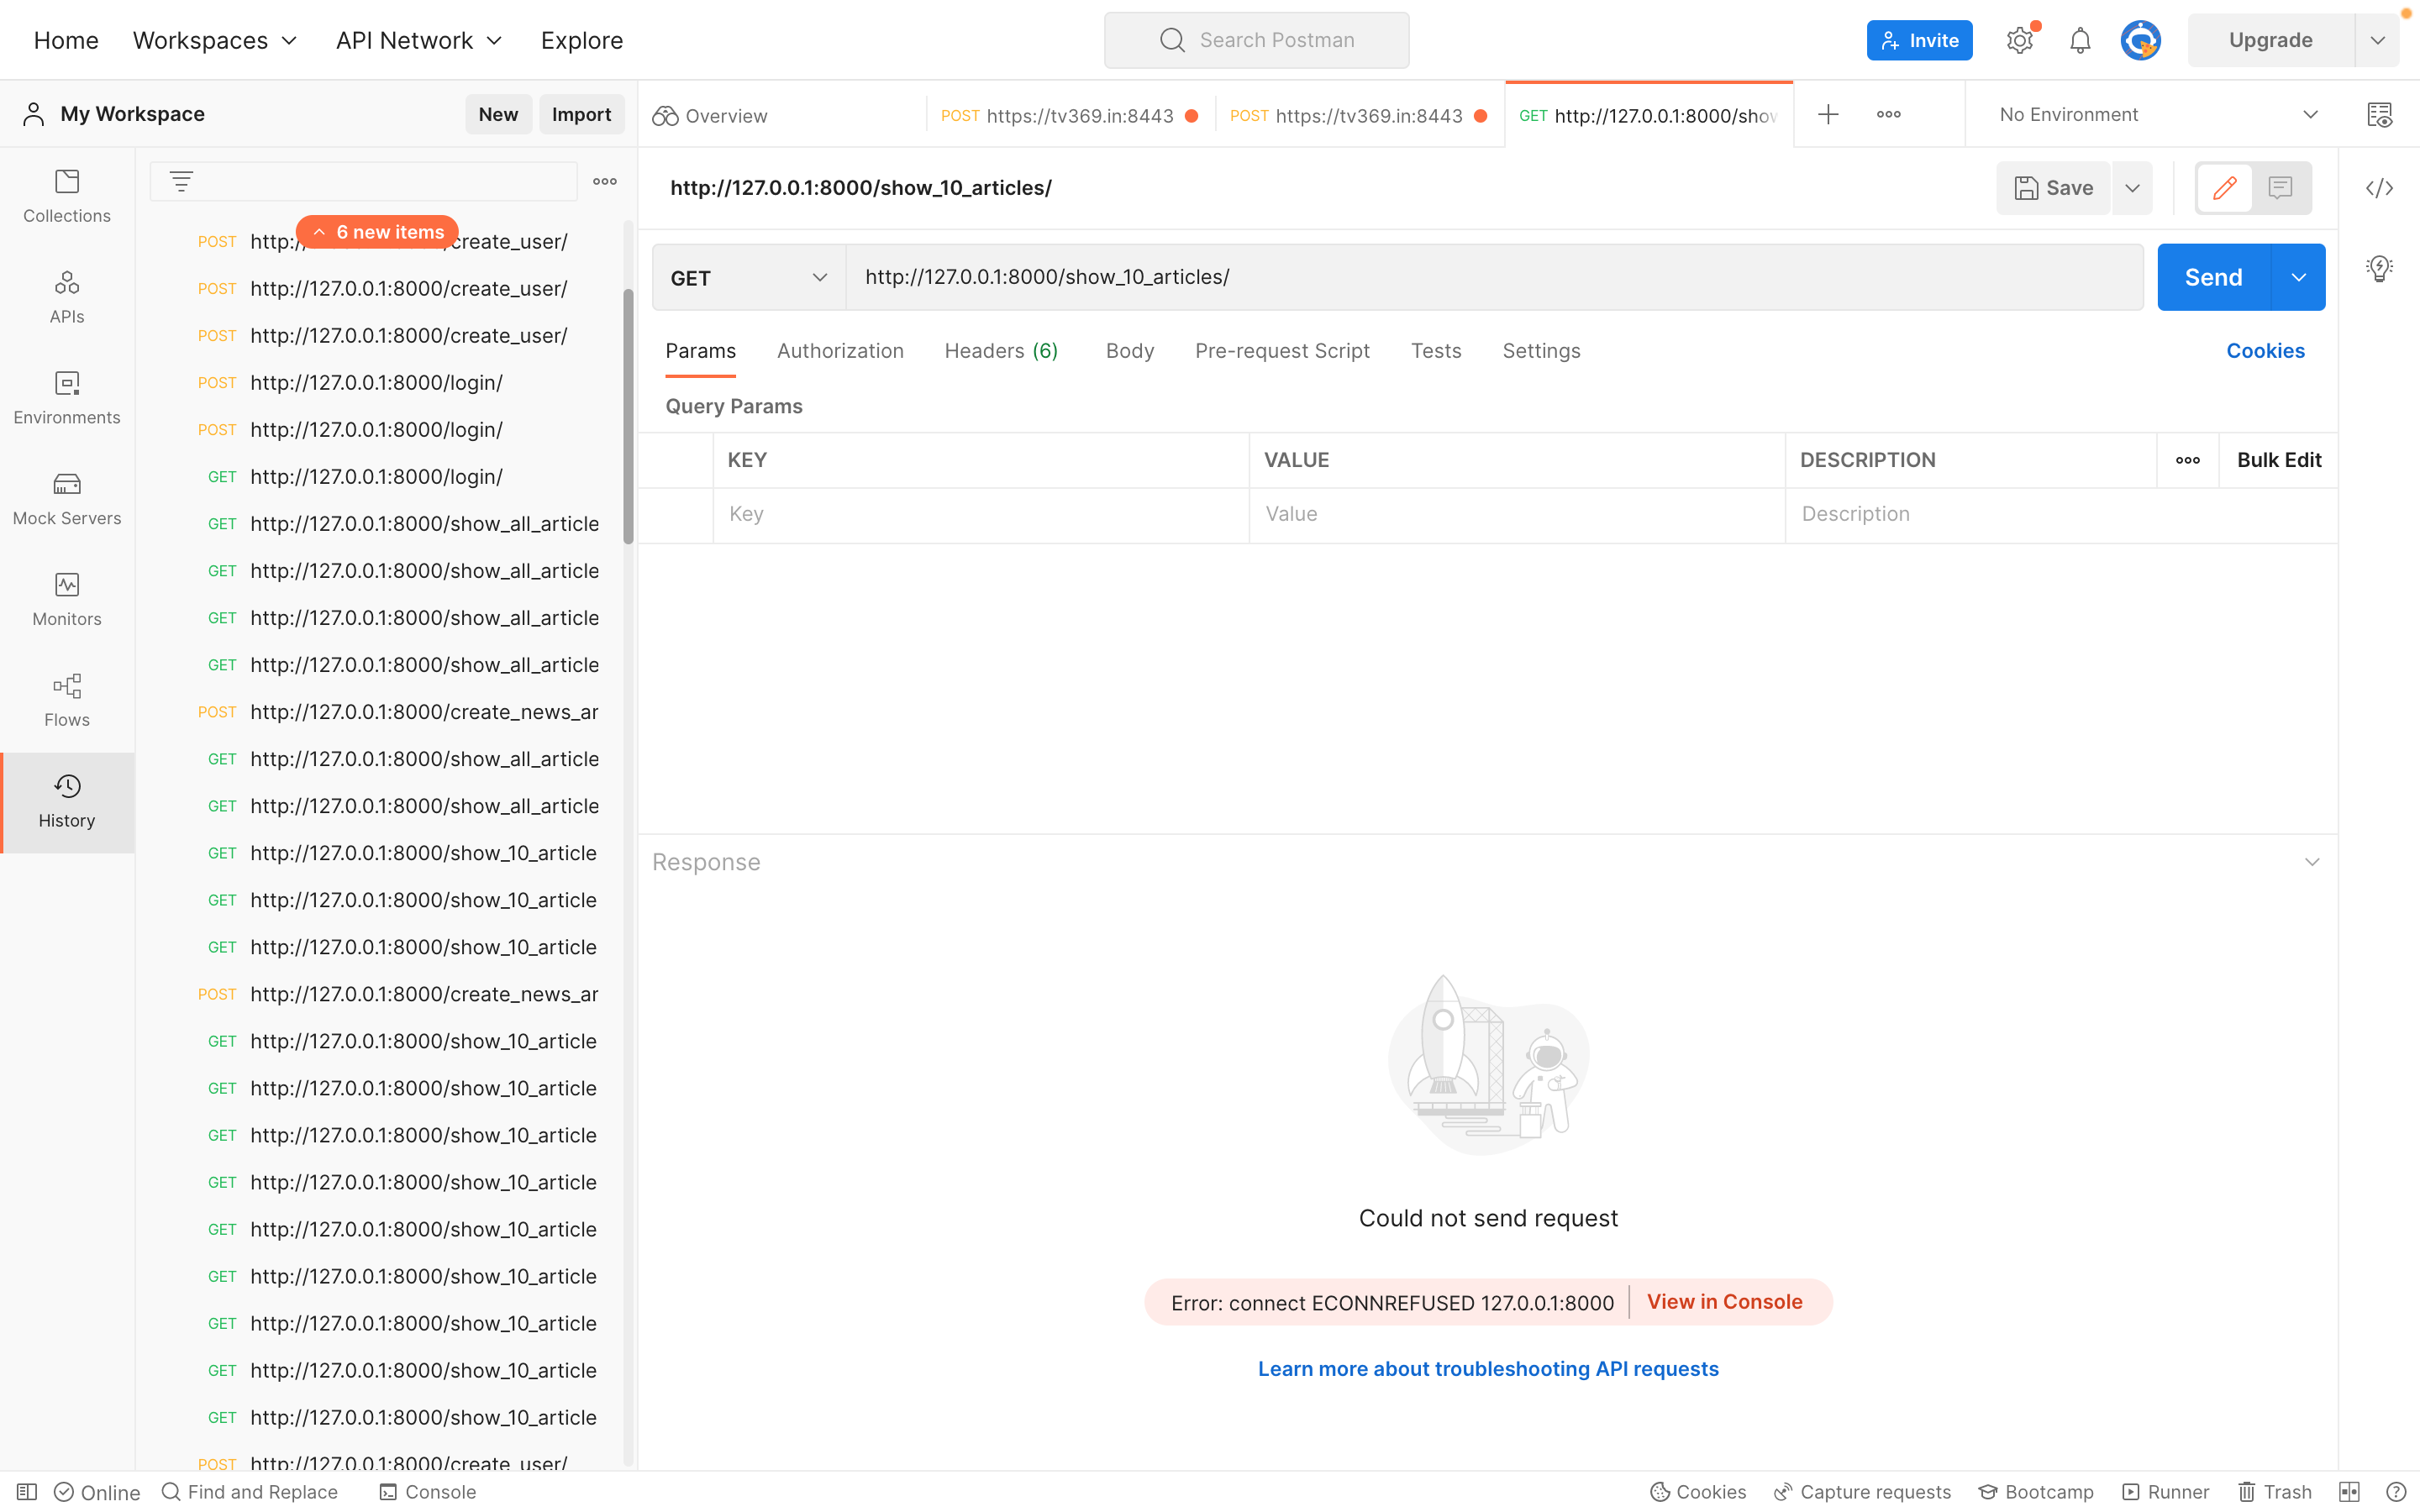 Home Workspaces API Network Explore Search Postman Invite Upgrade
My Workspace New Import
Overview POST https://tv369.in:8443 POST https://tv369.in:8443 GET http://127.0.0.1:8000/show No Environment
Collections
APIs
Environments
Mock Servers
Monitors
Flows
History
6 new items
POST http://127.0.0.1:8000/create_user/
POST http://127.0.0.1:8000/create_user/
POST http://127.0.0.1:8000/login/
POST http://127.0.0.1:8000/login/
GET http://127.0.0.1:8000/login/
GET http://127.0.0.1:8000/show_all_article
GET http://127.0.0.1:8000/show_all_article
GET http://127.0.0.1:8000/show_all_article
GET http://127.0.0.1:8000/show_all_article
POST http://127.0.0.1:8000/create_news_ar
GET http://127.0.0.1:8000/show_all_article
GET http://127.0.0.1:8000/show_all_article
GET http://127.0.0.1:8000/show_10_article
GET http://127.0.0.1:8000/show_10_article
GET http://127.0.0.1:8000/show_10_article
POST http://127.0.0.1:8000/create_news_ar
GET http://127.0.0.1:8000/show_10_article
GET http://127.0.0.1:8000/show_10_article
GET http://127.0.0.1:8000/show_10_article
GET http://127.0.0.1:8000/show_10_article
GET http://127.0.0.1:8000/show_10_article
GET http://127.0.0.1:8000/show_10_article
GET http://127.0.0.1:8000/show_10_article
GET http://127.0.0.1:8000/show_10_article
GET http://127.0.0.1:8000/show_10_article
POST http://127.0.0.1:8000/create_user/
http://127.0.0.1:8000/show_10_articles/ Save
GET http://127.0.0.1:8000/show_10_articles/ Send
Params Authorization Headers (6) Body Pre-request Script Tests Settings Cookies
Query Params
KEY VALUE DESCRIPTION Bulk Edit
Key Value Description
Response
Could not send request
Error: connect ECONNREFUSED 127.0.0.1:8000 View in Console
Learn more about troubleshooting API requests
Online Find and Replace Console Cookies Capture requests Bootcamp Runner Trash